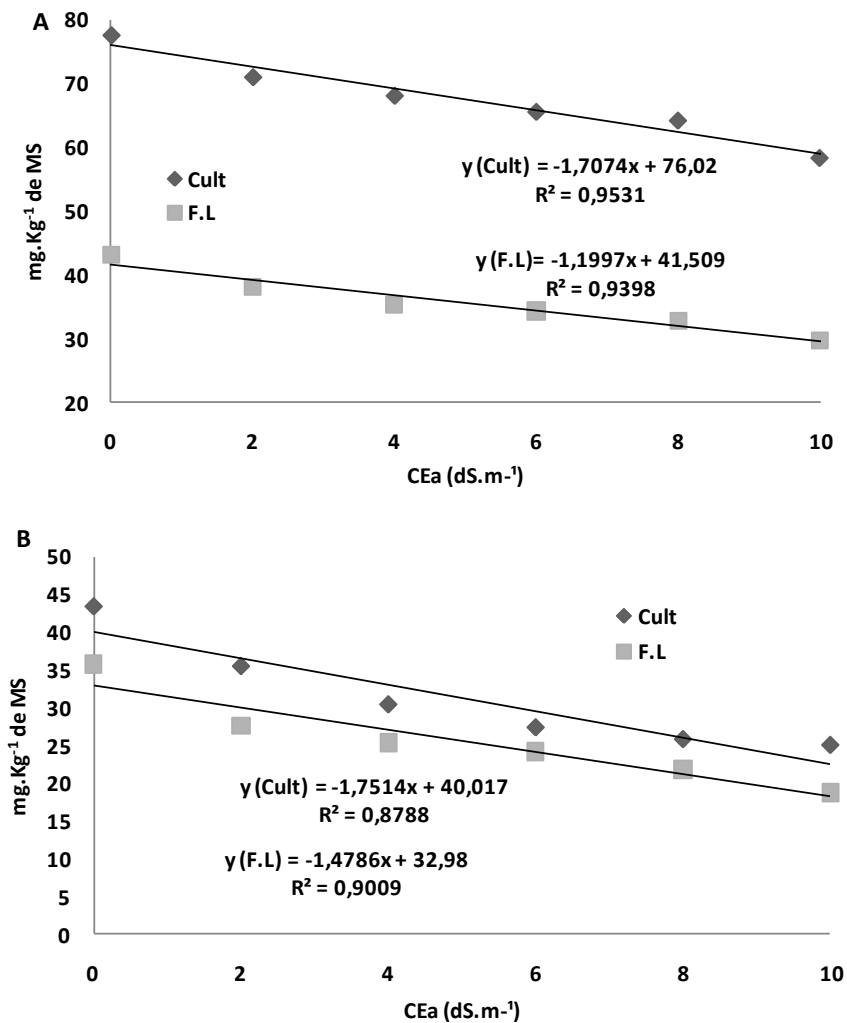 A
80
70
60
50
40
30
20
mg.Kg⁻¹ de MS
Cult
F.L
y (Cult) = -1,7074x + 76,02
R² = 0,9531
y (F.L)= -1,1997x + 41,509
R² = 0,9398
0 2 4 6 8 10
CEa (dS.m-¹)
B
50
45
40
35
30
25
20
15
10
5
0
mg.Kg⁻¹ de MS
Cult
F.L
y (Cult) = -1,7514x + 40,017
R² = 0,8788
y (F.L) = -1,4786x + 32,98
R² = 0,9009
0 2 4 6 8 10
CEa (dS.m-¹)